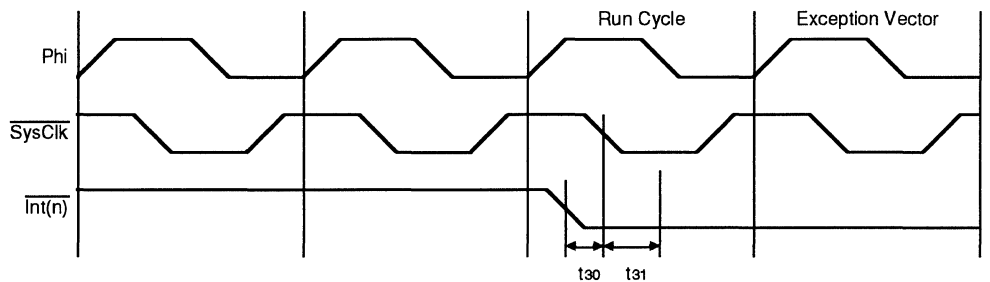 Run Cycle Exception Vector
Phi
SysClk
Int(n)
t30 t31